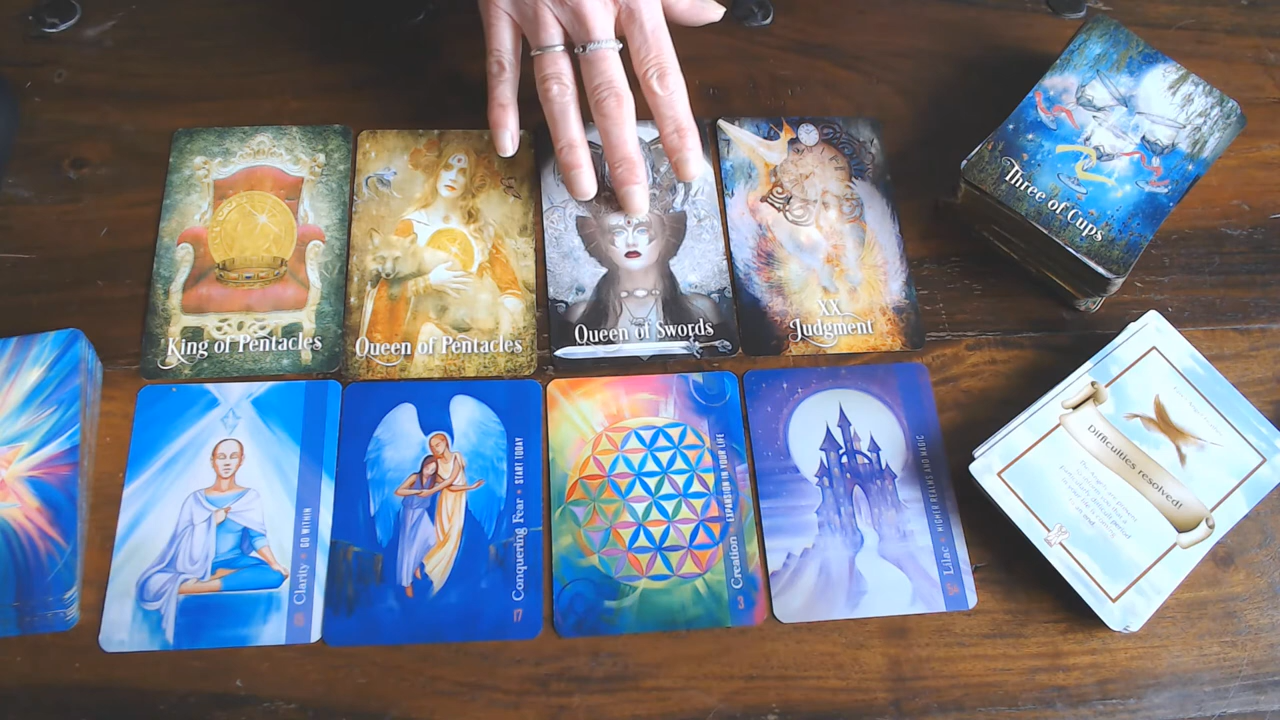 King of Pentacles
Queen of Pentacles
Queen of Swords
XX
Judgment
Three of Cups
Clarity • GO WITHIN
17 Conquering Fear • START TODAY
3 Creation • EXPANSION IN YOUR LIFE
Lilac • HIGHER REALMS AND MAGIC
Difficulties resolved!